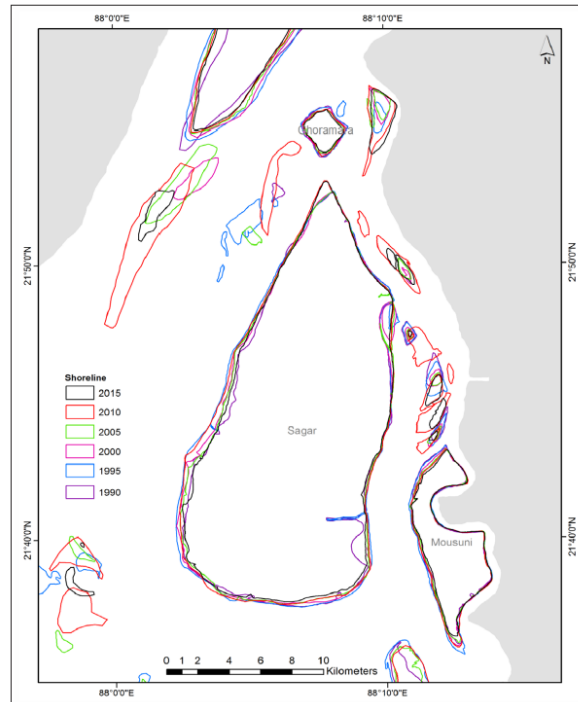 88°0'0"E 88°10'0"E
N
Ghoramara
21°50'0"N 21°50'0"N
Shoreline
2015
2010
2005
2000
1995
1990
Sagar
21°40'0"N 21°40'0"N
Mousuni
0 1 2 4 6 8 10
Kilometers
88°0'0"E 88°10'0"E